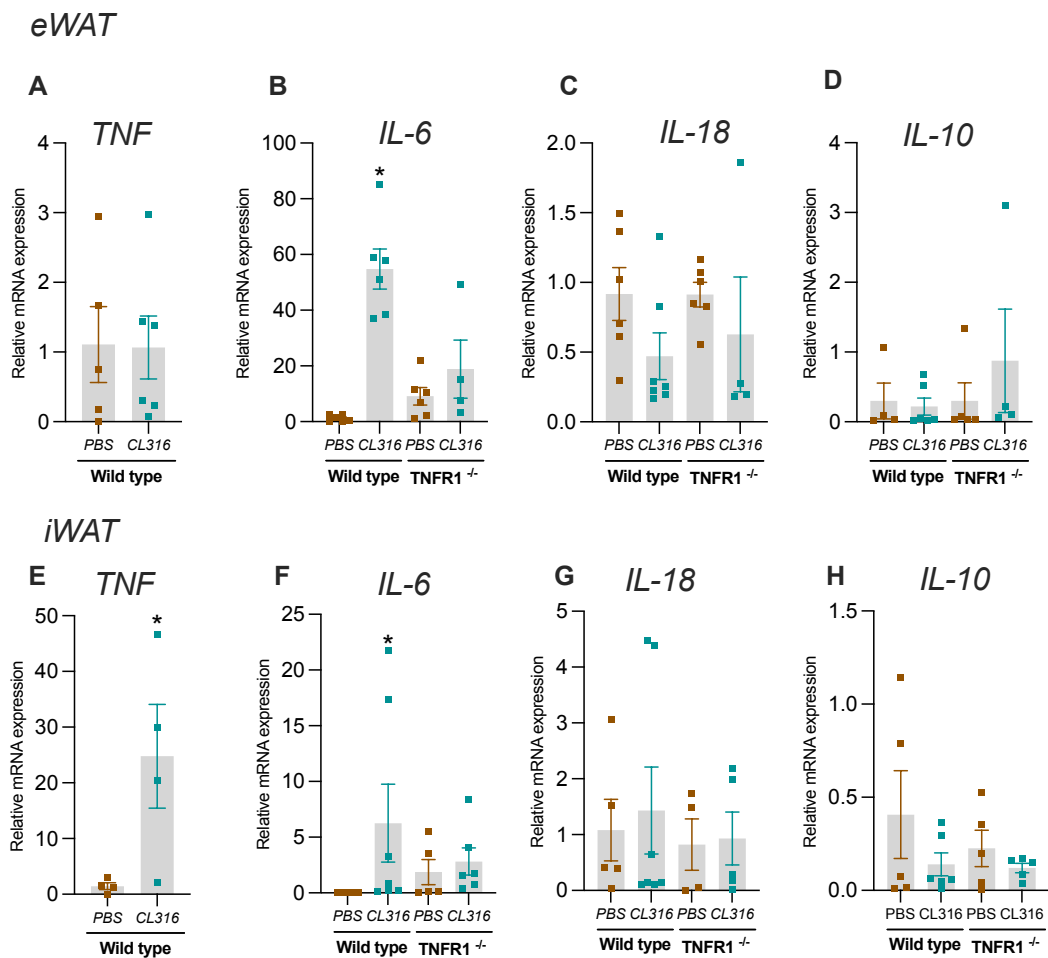 eWAT
A
TNF
Relative mRNA expression
4
3
2
1
0
PBS CL316
Wild type
B
IL-6
Relative mRNA expression
100
80
60
40
20
0
*
PBS CL316 PBS CL316
Wild type TNFR1 -/-
C
IL-18
Relative mRNA expression
2.0
1.5
1.0
0.5
0.0
PBS CL316 PBS CL316
Wild type TNFR1 -/-
D
IL-10
Relative mRNA expression
4
3
2
1
0
PBS CL316 PBS CL316
Wild type TNFR1 -/-
iWAT
E
TNF
Relative mRNA expression
50
40
30
20
10
0
*
PBS CL316
Wild type
F
IL-6
Relative mRNA expression
25
20
15
10
5
0
*
PBS CL316 PBS CL316
Wild type TNFR1 -/-
G
IL-18
Relative mRNA expression
5
4
3
2
1
0
PBS CL316 PBS CL316
Wild type TNFR1 -/-
H
IL-10
Relative mRNA expression
1.5
1.0
0.5
0.0
PBS CL316 PBS CL316
Wild type TNFR1 -/-